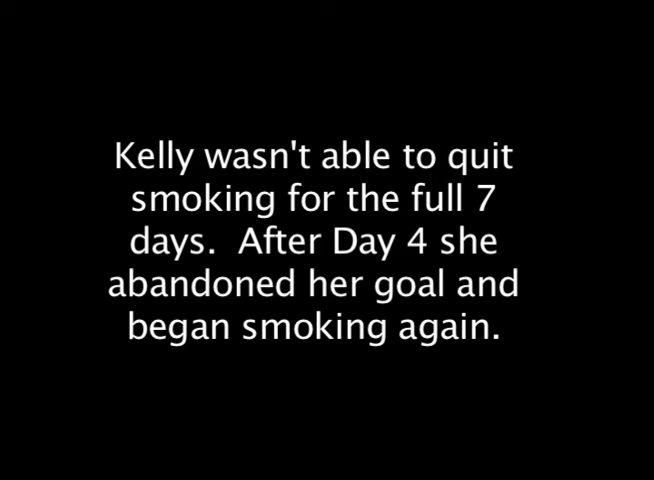 Kelly wasn't able to quit
smoking for the full 7
days.  After Day 4 she
abandoned her goal and
began smoking again.